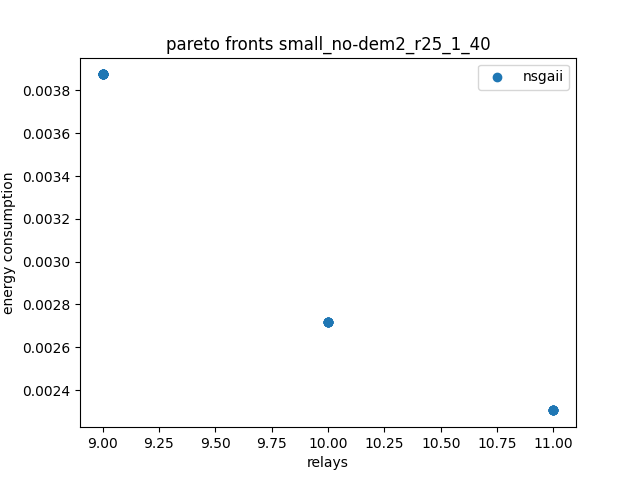 pareto fronts small_no-dem2_r25_1_40
nsgaii
0.0038
0.0036
0.0034
0.0032
0.0030
0.0028
0.0026
0.0024
energy consumption
9.00 9.25 9.50 9.75 10.00 10.25 10.50 10.75 11.00
relays